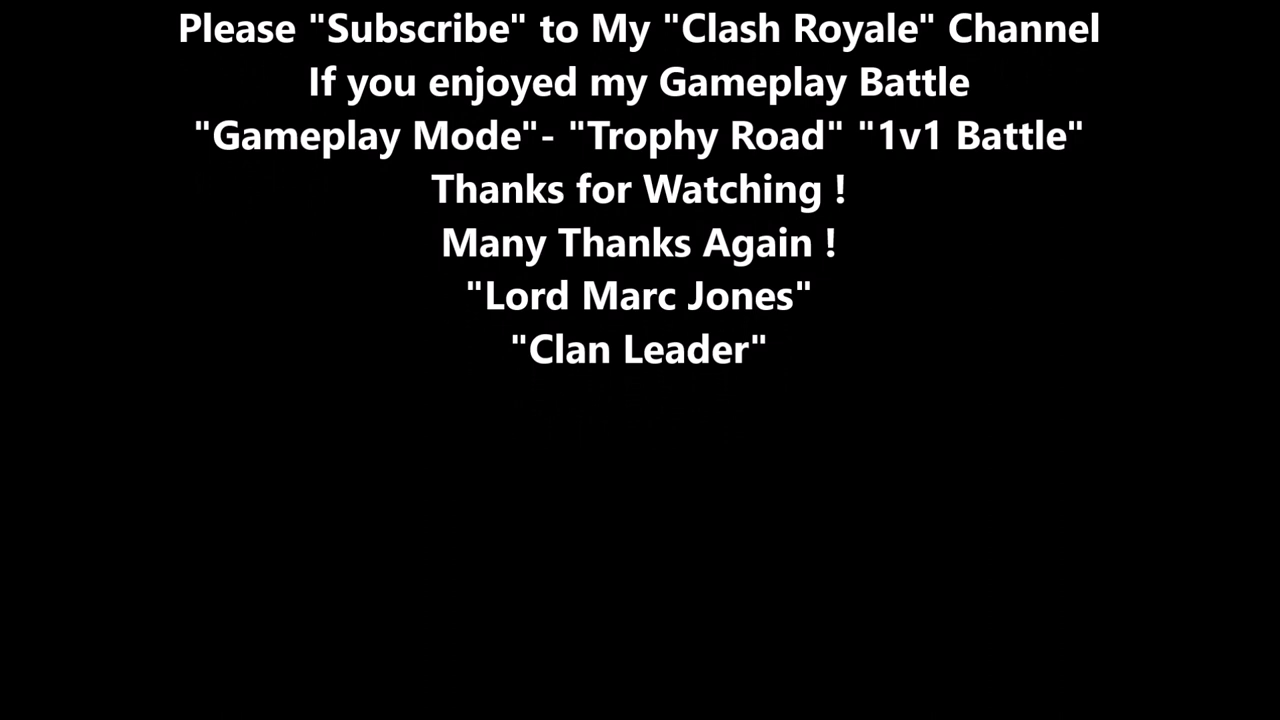 Please "Subscribe" to My "Clash Royale" Channel
If you enjoyed my Gameplay Battle
"Gameplay Mode"- "Trophy Road" "1v1 Battle"
Thanks for Watching !
Many Thanks Again !
"Lord Marc Jones"
"Clan Leader"